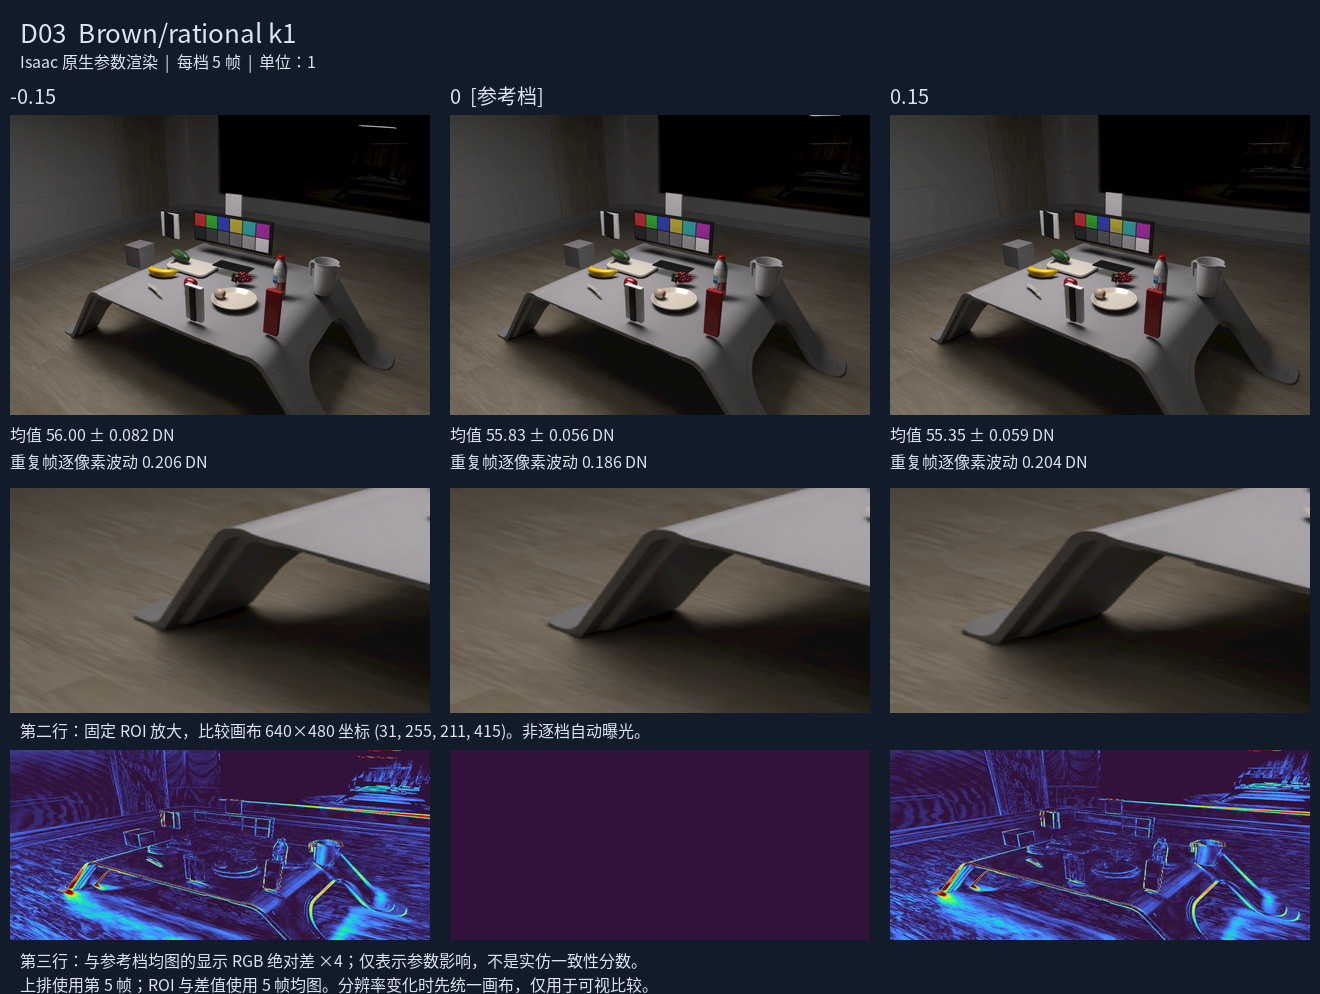 D03 Brown/rational k1
Isaac 原生参数渲染 | 每档 5 帧 | 单位：1
-0.15
0 [参考档]
0.15
均值 56.00 ± 0.082 DN
重复帧逐像素波动 0.206 DN
均值 55.83 ± 0.056 DN
重复帧逐像素波动 0.186 DN
均值 55.35 ± 0.059 DN
重复帧逐像素波动 0.204 DN
第二行：固定 ROI 放大，比较画布 640×480 坐标 (31, 255, 211, 415)。非逐档自动曝光。
第三行：与参考档均图的显示 RGB 绝对差 ×4；仅表示参数影响，不是实仿一致性分数。
上排使用第 5 帧；ROI 与差值使用 5 帧均图。分辨率变化时先统一画布，仅用于可视比较。